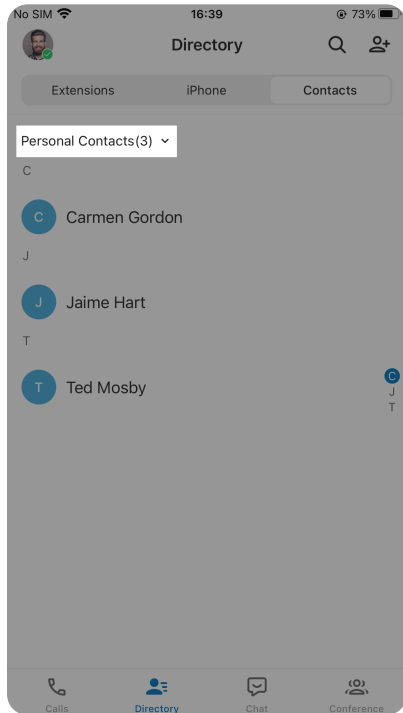 No SIM 16:39 73%
Directory
Extensions iPhone Contacts
Personal Contacts(3)
C
C Carmen Gordon
J
J Jaime Hart
T
T Ted Mosby
C
J
T
Calls Directory Chat Conference